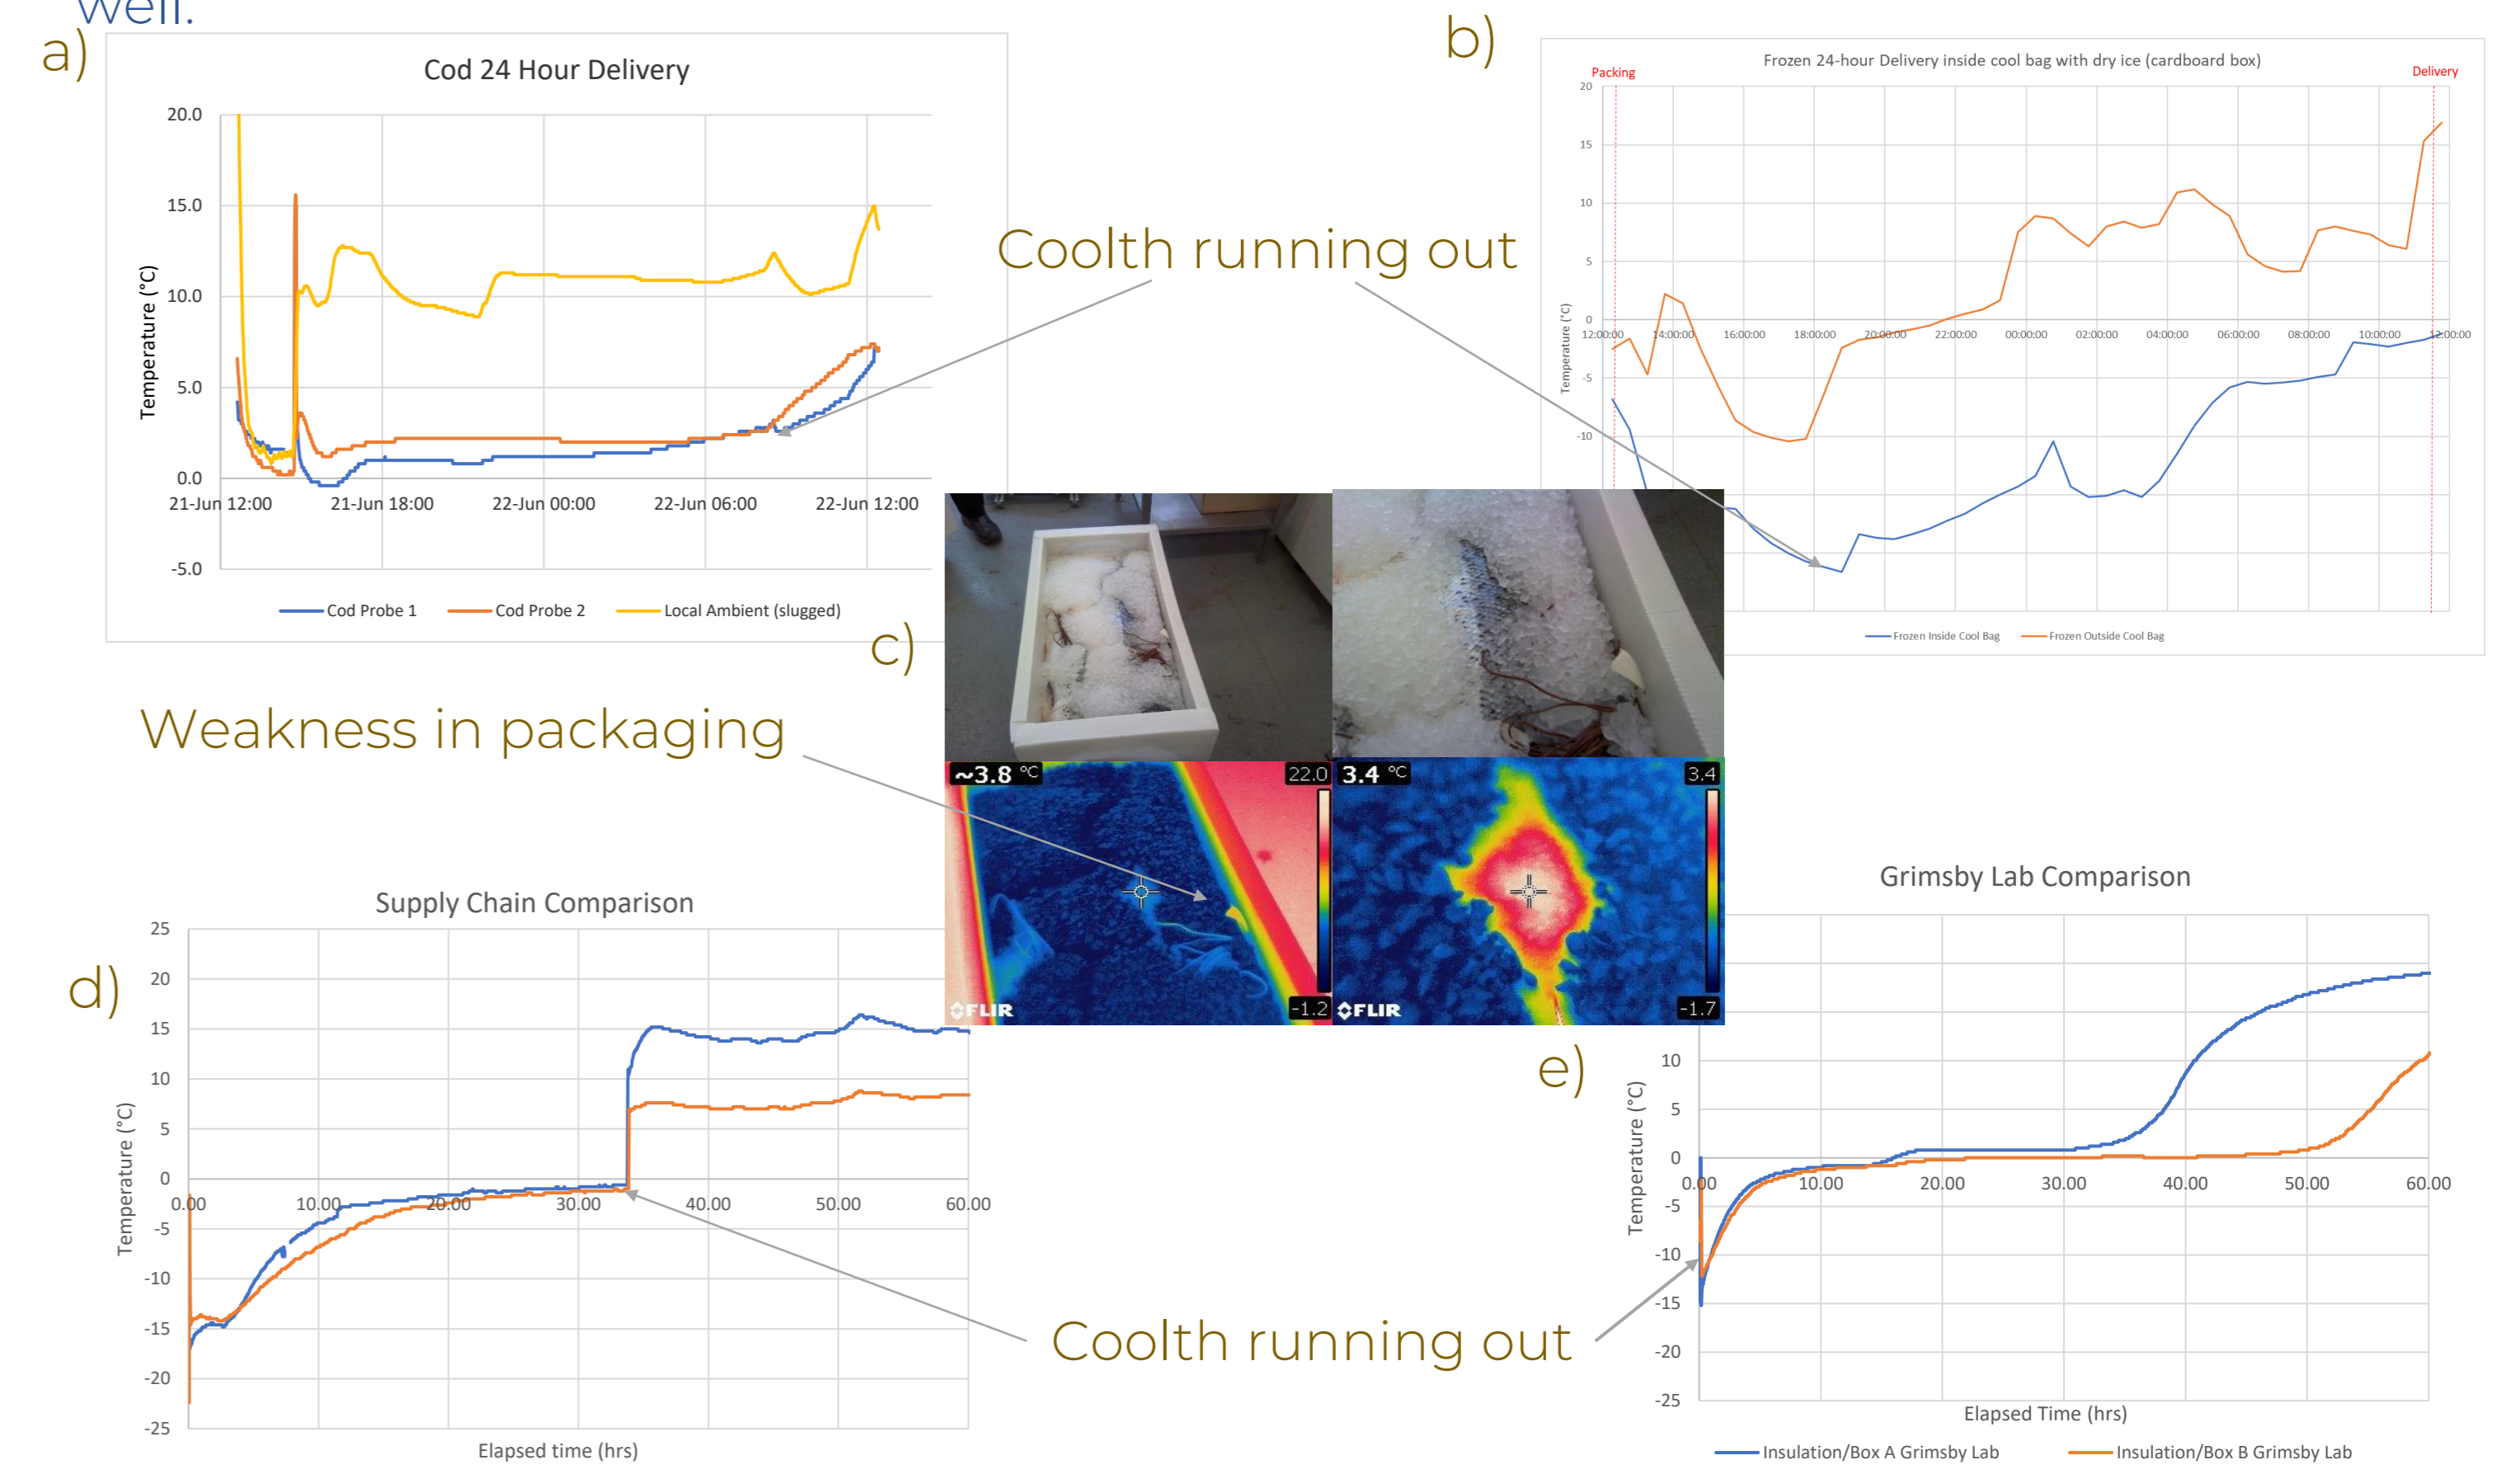 well.
a)
Cod 24 Hour Delivery
20.0
15.0
10.0
5.0
0.0
-5.0
Temperature (°C)
21-Jun 12:00
21-Jun 18:00
22-Jun 00:00
22-Jun 06:00
22-Jun 12:00
Cod Probe 1
Cod Probe 2
Local Ambient (slugged)
b)
Frozen 24-hour Delivery inside cool bag with dry ice (cardboard box)
Packing
Delivery
20
15
10
5
0
-5
-10
Temperature (°C)
12:00:00
14:00:00
16:00:00
18:00:00
20:00:00
22:00:00
00:00:00
02:00:00
04:00:00
06:00:00
08:00:00
10:00:00
12:00:00
Frozen Inside Cool Bag
Frozen Outside Cool Bag
Coolth running out
c)
Weakness in packaging
~3.8 °C
22.0
-1.2
FLIR
3.4 °C
3.4
-1.7
FLIR
d)
Supply Chain Comparison
25
20
15
10
5
0
-5
-10
-15
-20
-25
Temperature (°C)
0.00
10.00
20.00
30.00
40.00
50.00
60.00
Elapsed time (hrs)
Coolth running out
e)
Grimsby Lab Comparison
10
5
0
-5
-10
-15
-20
-25
Temperature (°C)
0.00
10.00
20.00
30.00
40.00
50.00
60.00
Elapsed Time (hrs)
Insulation/Box A Grimsby Lab
Insulation/Box B Grimsby Lab